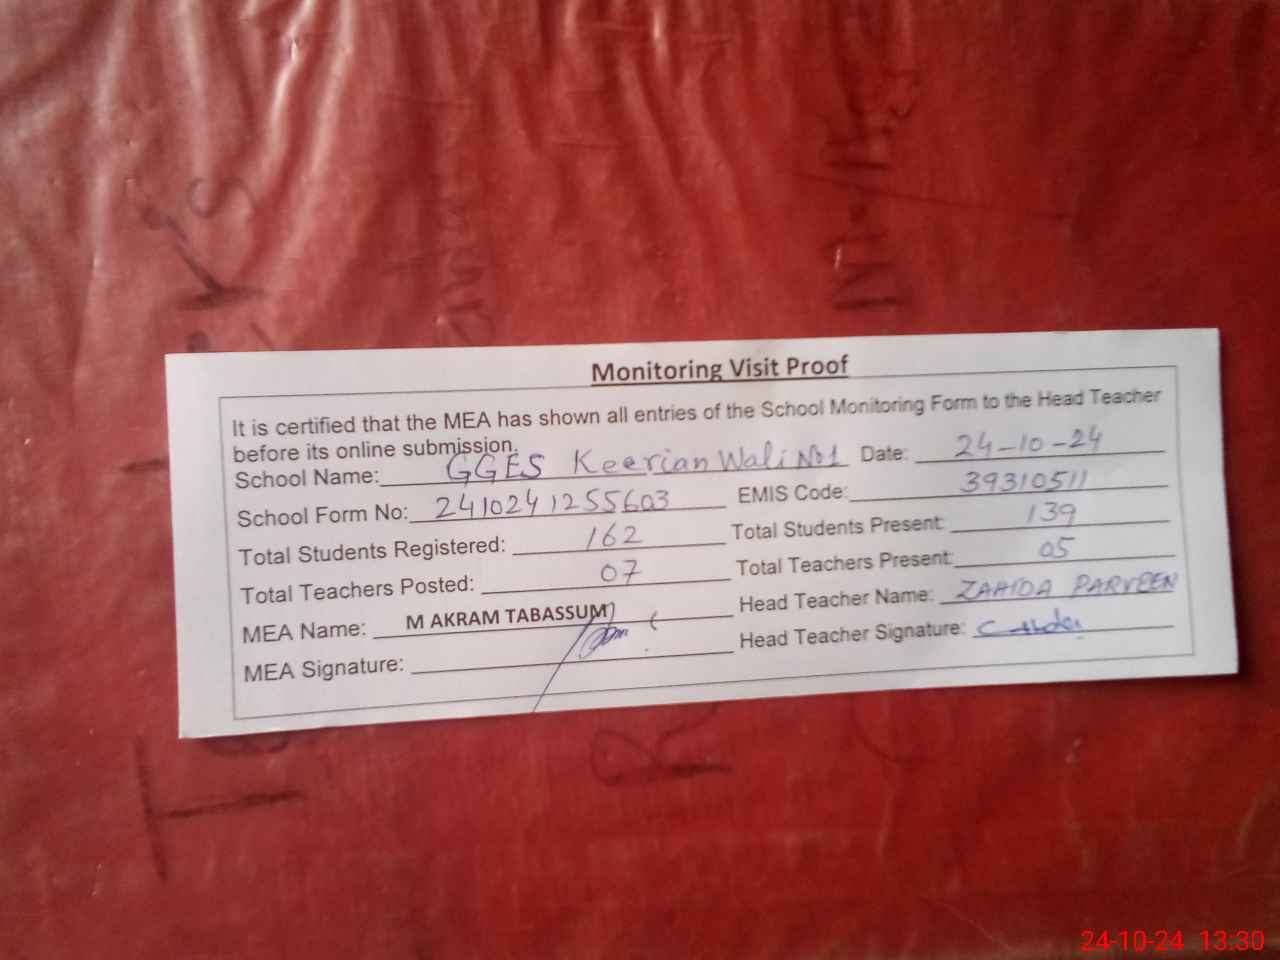 Monitoring Visit Proof
It is certified that the MEA has shown all entries of the School Monitoring Form to the Head Teacher
before its online submission.
School Name: GGES Keerian Wali No1 Date: 24-10-24
School Form No: 2410241255603 EMIS Code: 39310511
Total Students Registered: 162 Total Students Present: 139
Total Teachers Posted: 07 Total Teachers Present: 05
MEA Name: M AKRAM TABASSUM Head Teacher Name: ZAHIDA PARVEEN
MEA Signature: Head Teacher Signature:
24-10-24 13:30